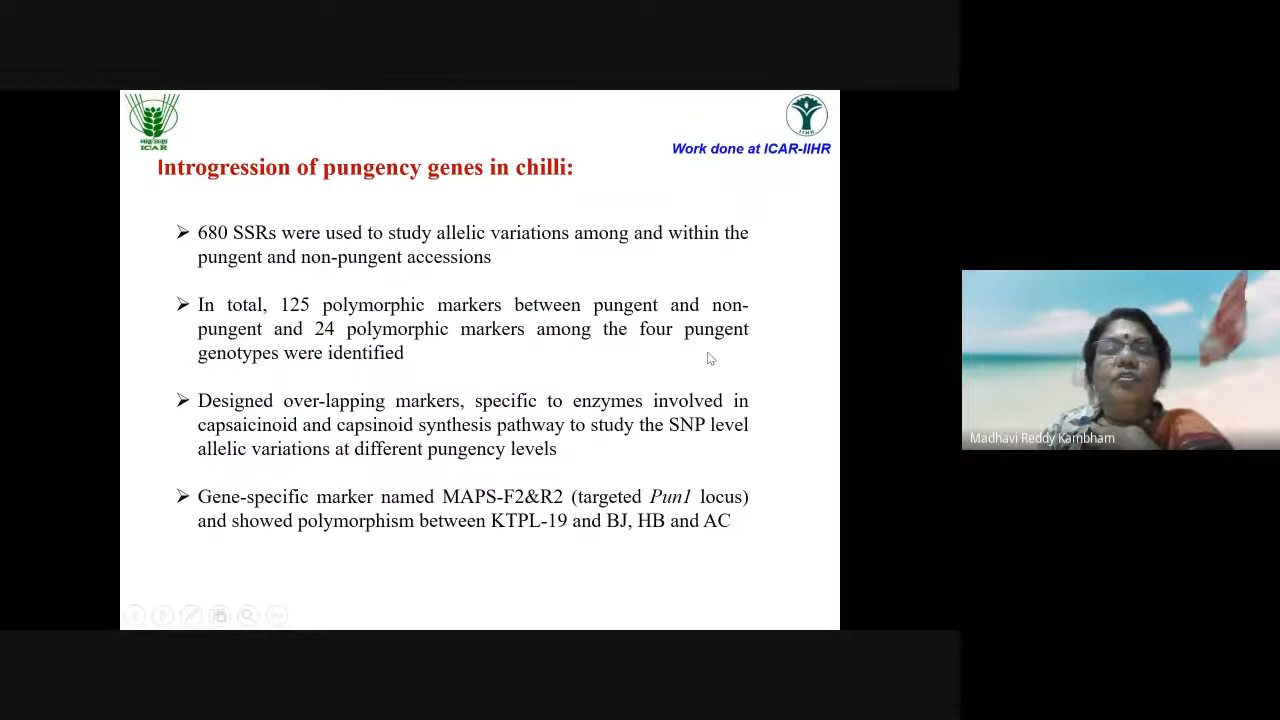 ICAR
IIHR
Work done at ICAR-IIHR
Introgression of pungency genes in chilli:
➢ 680 SSRs were used to study allelic variations among and within the
pungent and non-pungent accessions
➢ In total, 125 polymorphic markers between pungent and non-
pungent and 24 polymorphic markers among the four pungent
genotypes were identified
➢ Designed over-lapping markers, specific to enzymes involved in
capsaicinoid and capsinoid synthesis pathway to study the SNP level
allelic variations at different pungency levels
➢ Gene-specific marker named MAPS-F2&R2 (targeted Pun1 locus)
and showed polymorphism between KTPL-19 and BJ, HB and AC
Madhavi Reddy Kambham